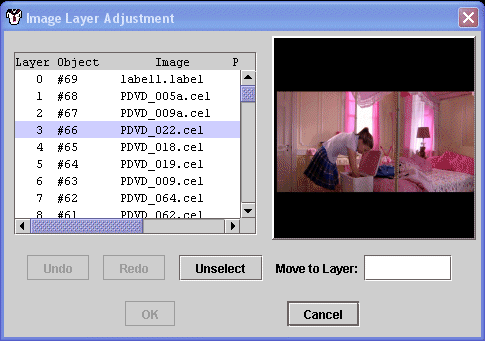 Image Layer Adjustment
Layer Object Image P
0 #69 label1.label
1 #68 PDVD_005a.cel
2 #67 PDVD_009a.cel
3 #66 PDVD_022.cel
4 #65 PDVD_018.cel
5 #64 PDVD_019.cel
6 #63 PDVD_009.cel
7 #62 PDVD_064.cel
8 #61 PDVD_062.cel
Undo Redo Unselect Move to Layer:
OK Cancel